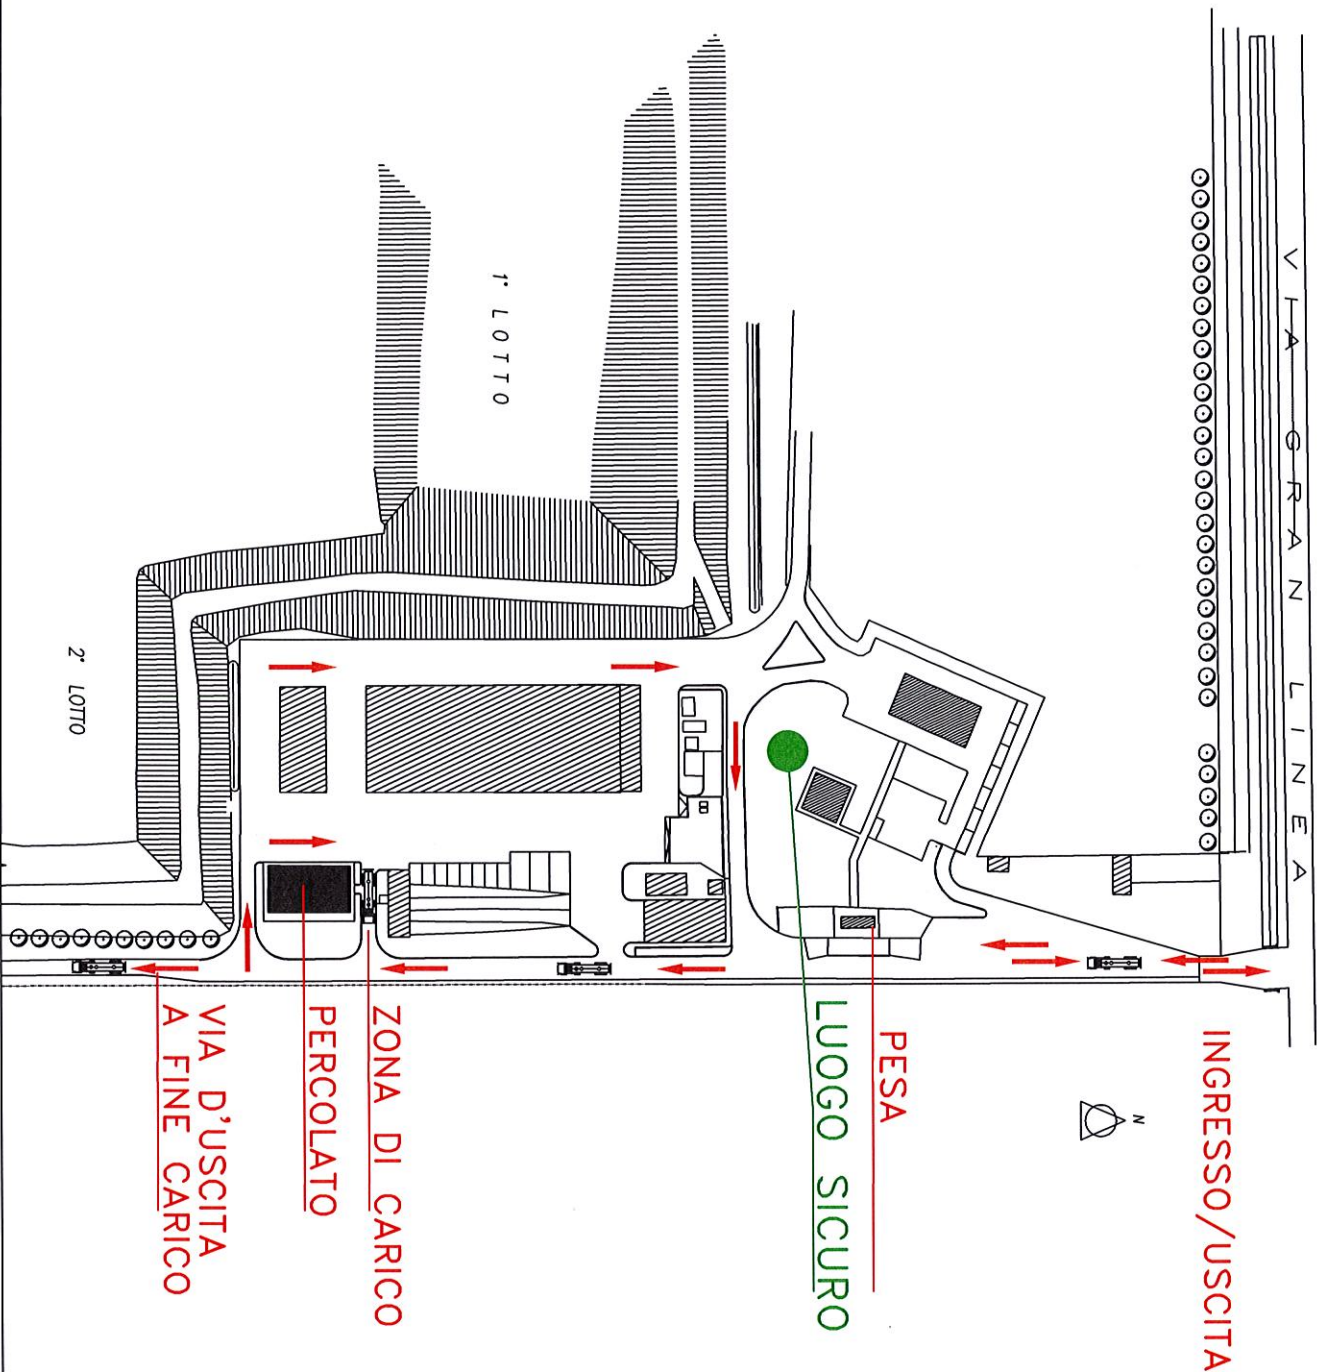 VIA GRAN LINEA
INGRESSO/USCITA
N
PESA
LUOGO SICURO
1° LOTTO
ZONA DI CARICO
PERCOLATO
2° LOTTO
VIA D'USCITA
A FINE CARICO